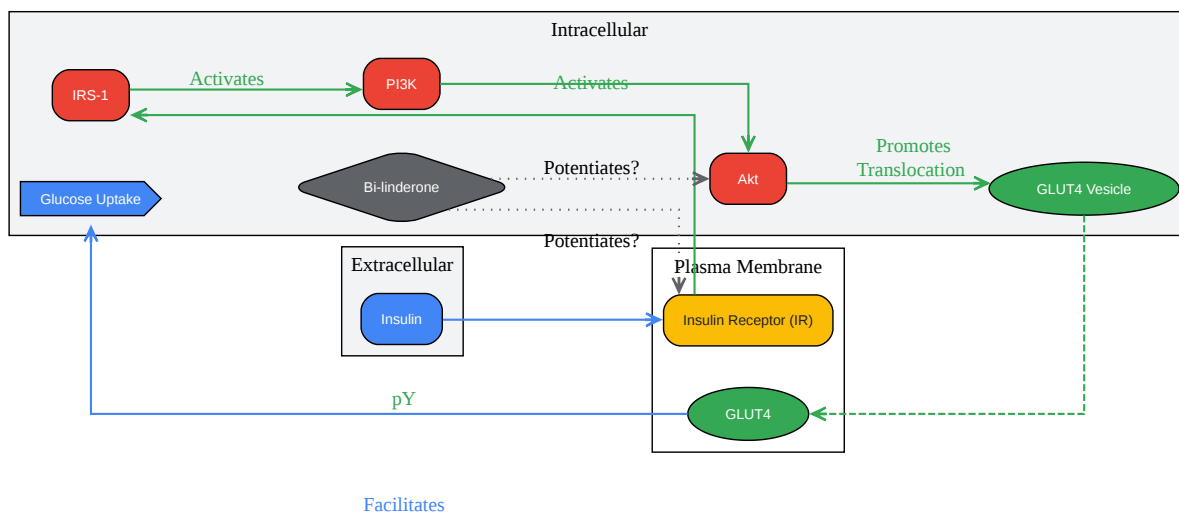 Intracellular
Activates
Activates
IRS-1
PI3K
Promotes
Translocation
Potentiates?
Akt
Bi-linderone
GLUT4 Vesicle
Glucose Uptake
Potentiates?
Extracellular
Plasma Membrane
Insulin
Insulin Receptor (IR)
pY
GLUT4
Facilitates